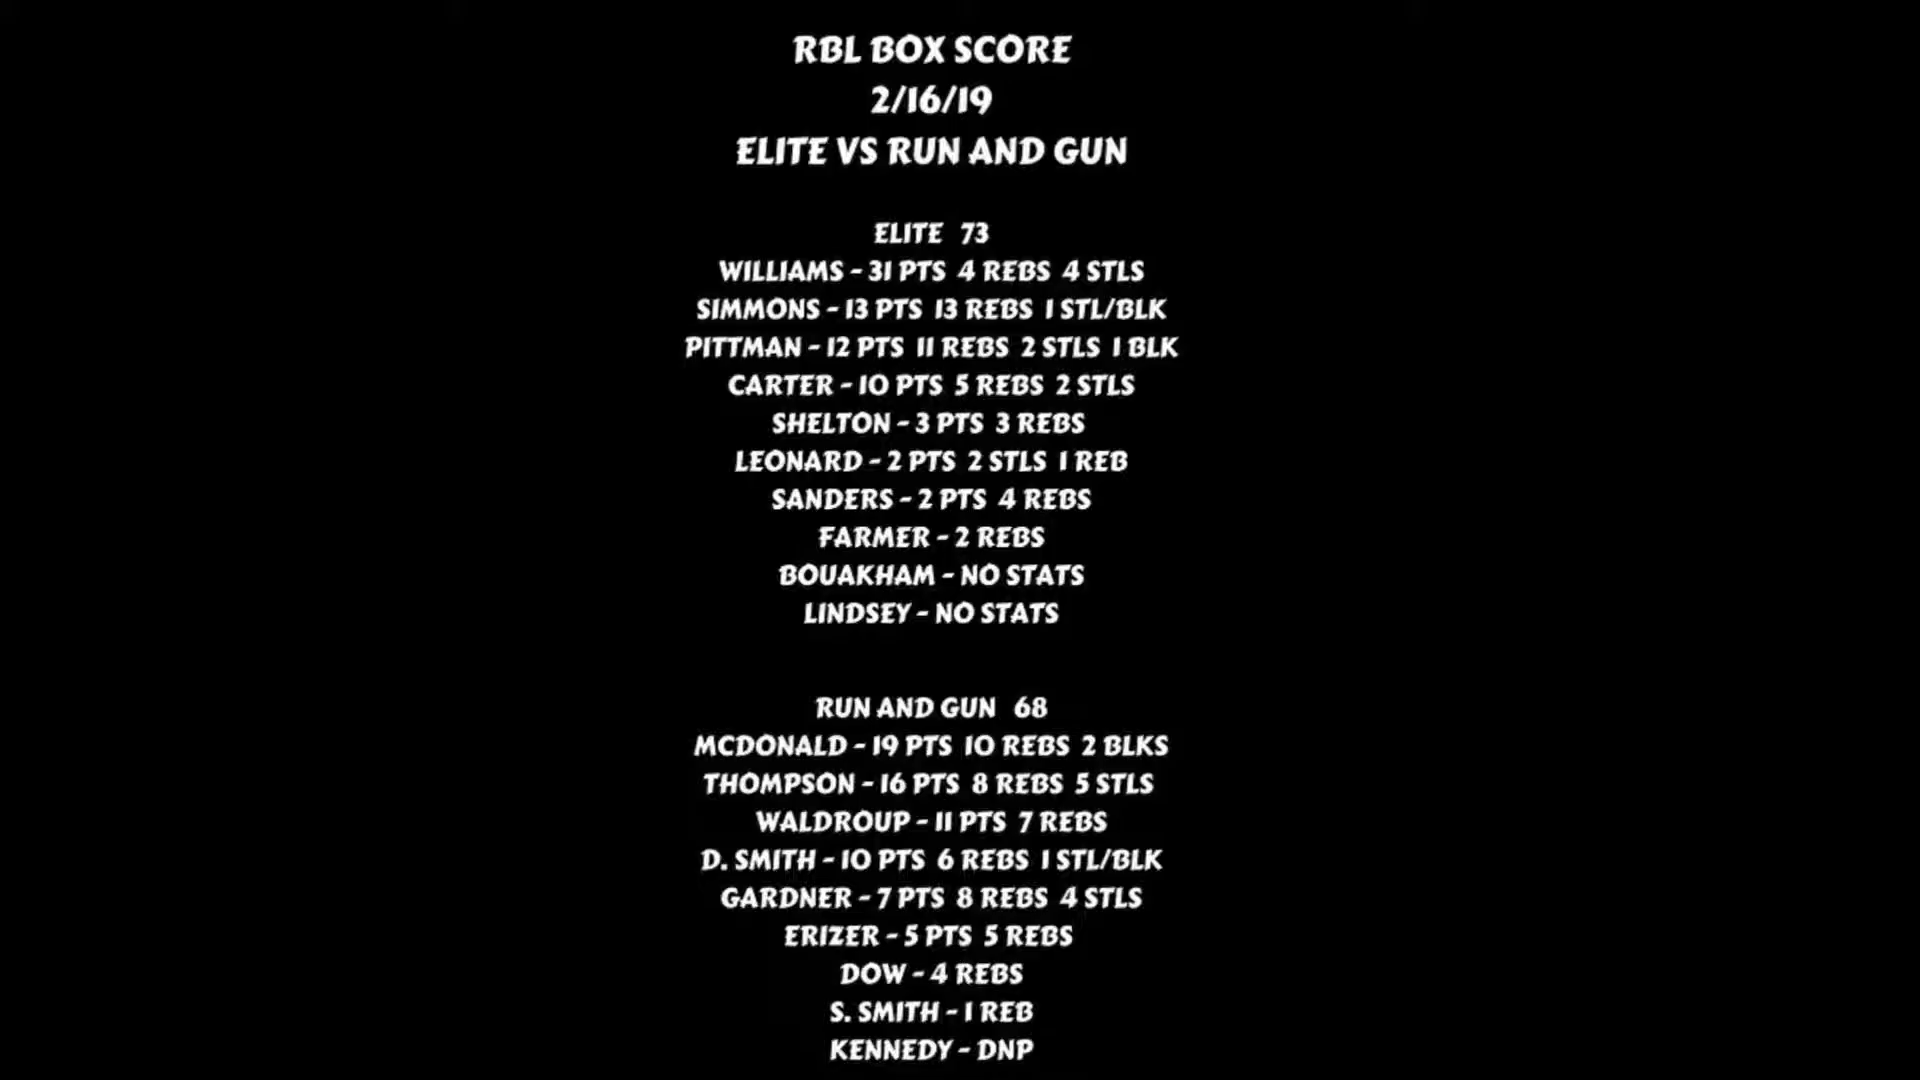 RBL BOX SCORE
2/16/19
ELITE VS RUN AND GUN
ELITE 73
WILLIAMS - 31 PTS 4 REBS 4 STLS
SIMMONS - 13 PTS 13 REBS 1 STL/BLK
PITTMAN - 12 PTS 11 REBS 2 STLS 1 BLK
CARTER - 10 PTS 5 REBS 2 STLS
SHELTON - 3 PTS 3 REBS
LEONARD - 2 PTS 2 STLS 1 REB
SANDERS - 2 PTS 4 REBS
FARMER - 2 REBS
BOUAKHAM - NO STATS
LINDSEY - NO STATS
RUN AND GUN 68
MCDONALD - 19 PTS 10 REBS 2 BLKS
THOMPSON - 16 PTS 8 REBS 5 STLS
WALDROUP - 11 PTS 7 REBS
D. SMITH - 10 PTS 6 REBS 1 STL/BLK
GARDNER - 7 PTS 8 REBS 4 STLS
ERIZER - 5 PTS 5 REBS
DOW - 4 REBS
S. SMITH - 1 REB
KENNEDY - DNP